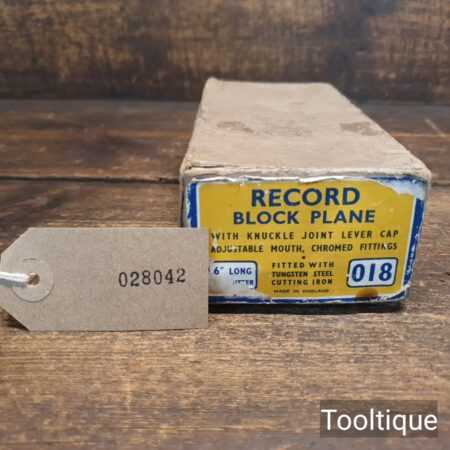 RECORD
BLOCK PLANE
WITH KNUCKLE JOINT LEVER CAP
ADJUSTABLE MOUTH, CHROMED FITTINGS
6" LONG
• FITTED WITH
TUNGSTEN STEEL
CUTTING IRON
•
018
MADE IN ENGLAND
028042
Tooltique